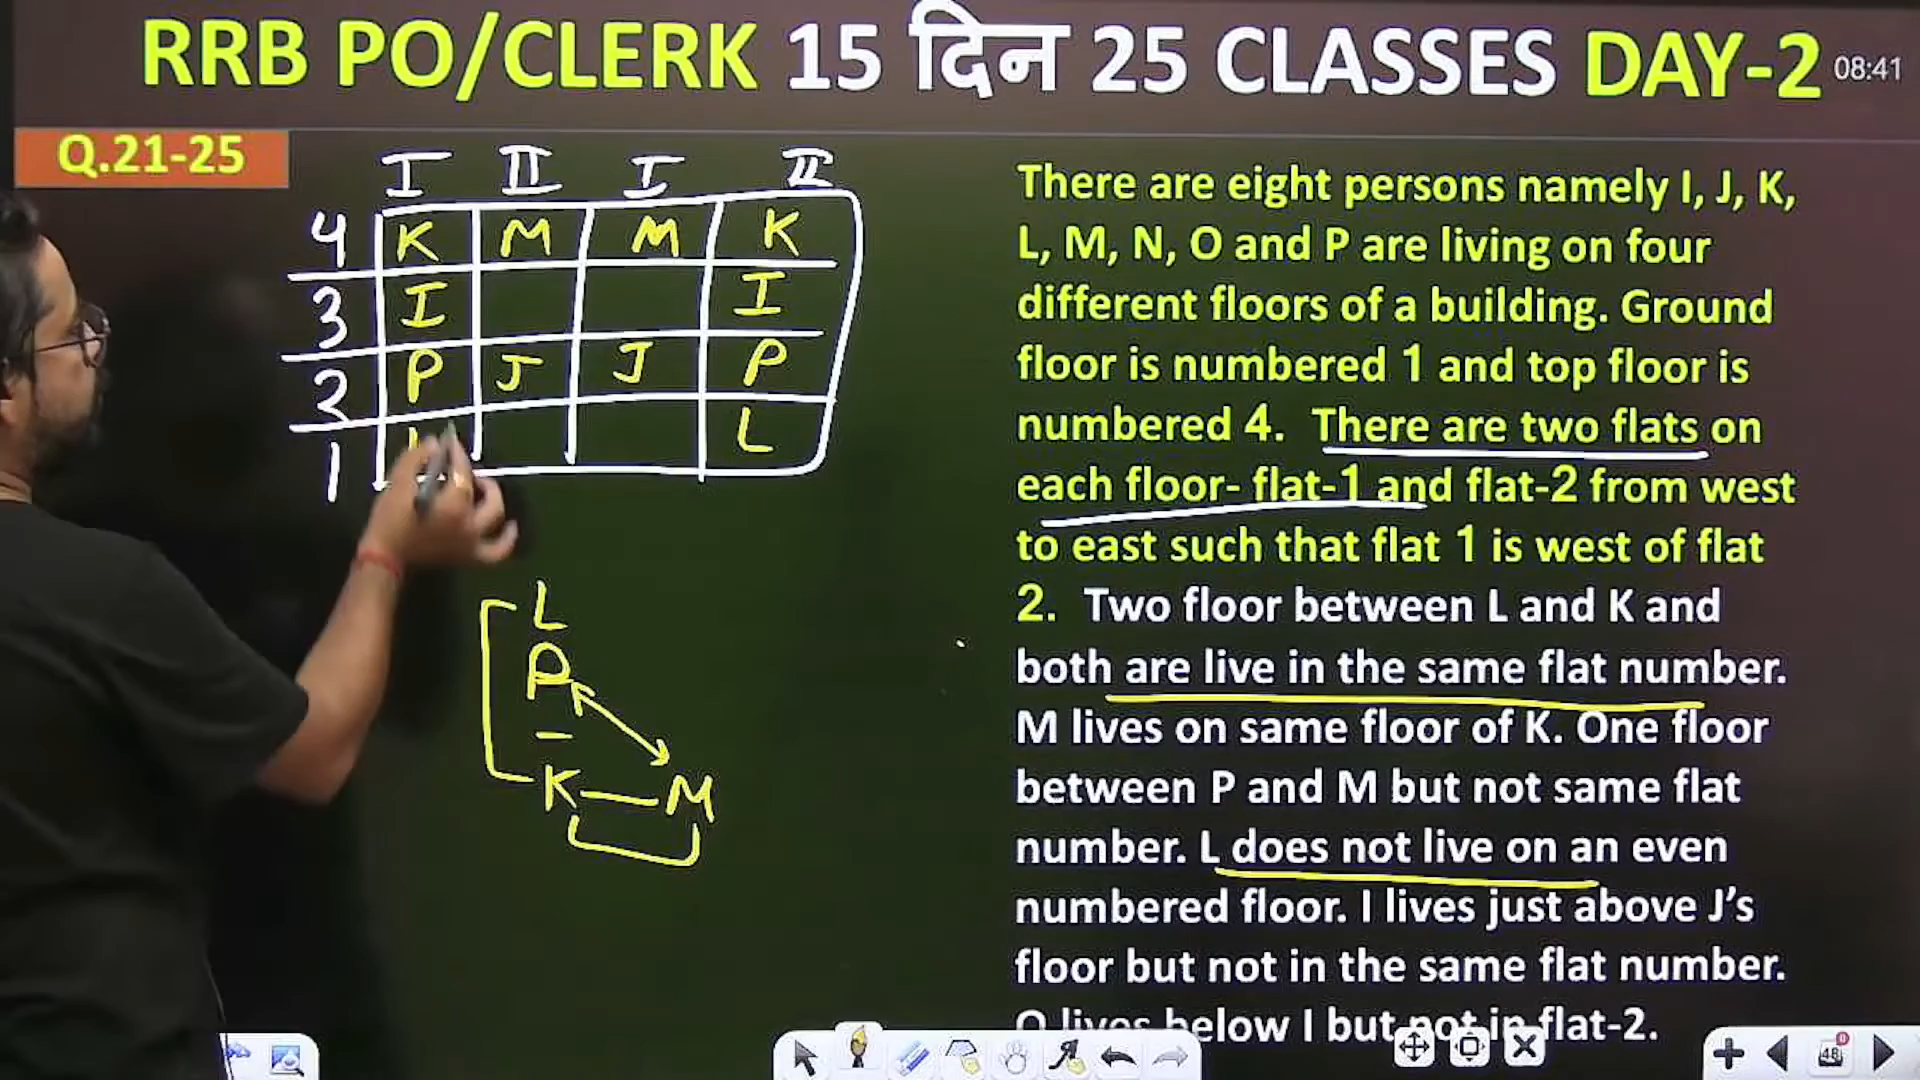 RRB PO/CLERK 15 दिन 25 CLASSES DAY-2 08:41
Q.21-25
I II I II
4 K M M K
3 I I
2 P J J P
1 L
L
P
K — M
There are eight persons namely I, J, K,
L, M, N, O and P are living on four
different floors of a building. Ground
floor is numbered 1 and top floor is
numbered 4. There are two flats on
each floor- flat-1 and flat-2 from west
to east such that flat 1 is west of flat
2. Two floor between L and K and
both are live in the same flat number.
M lives on same floor of K. One floor
between P and M but not same flat
number. L does not live on an even
numbered floor. I lives just above J's
floor but not in the same flat number.
O lives below I but not in flat-2.
48